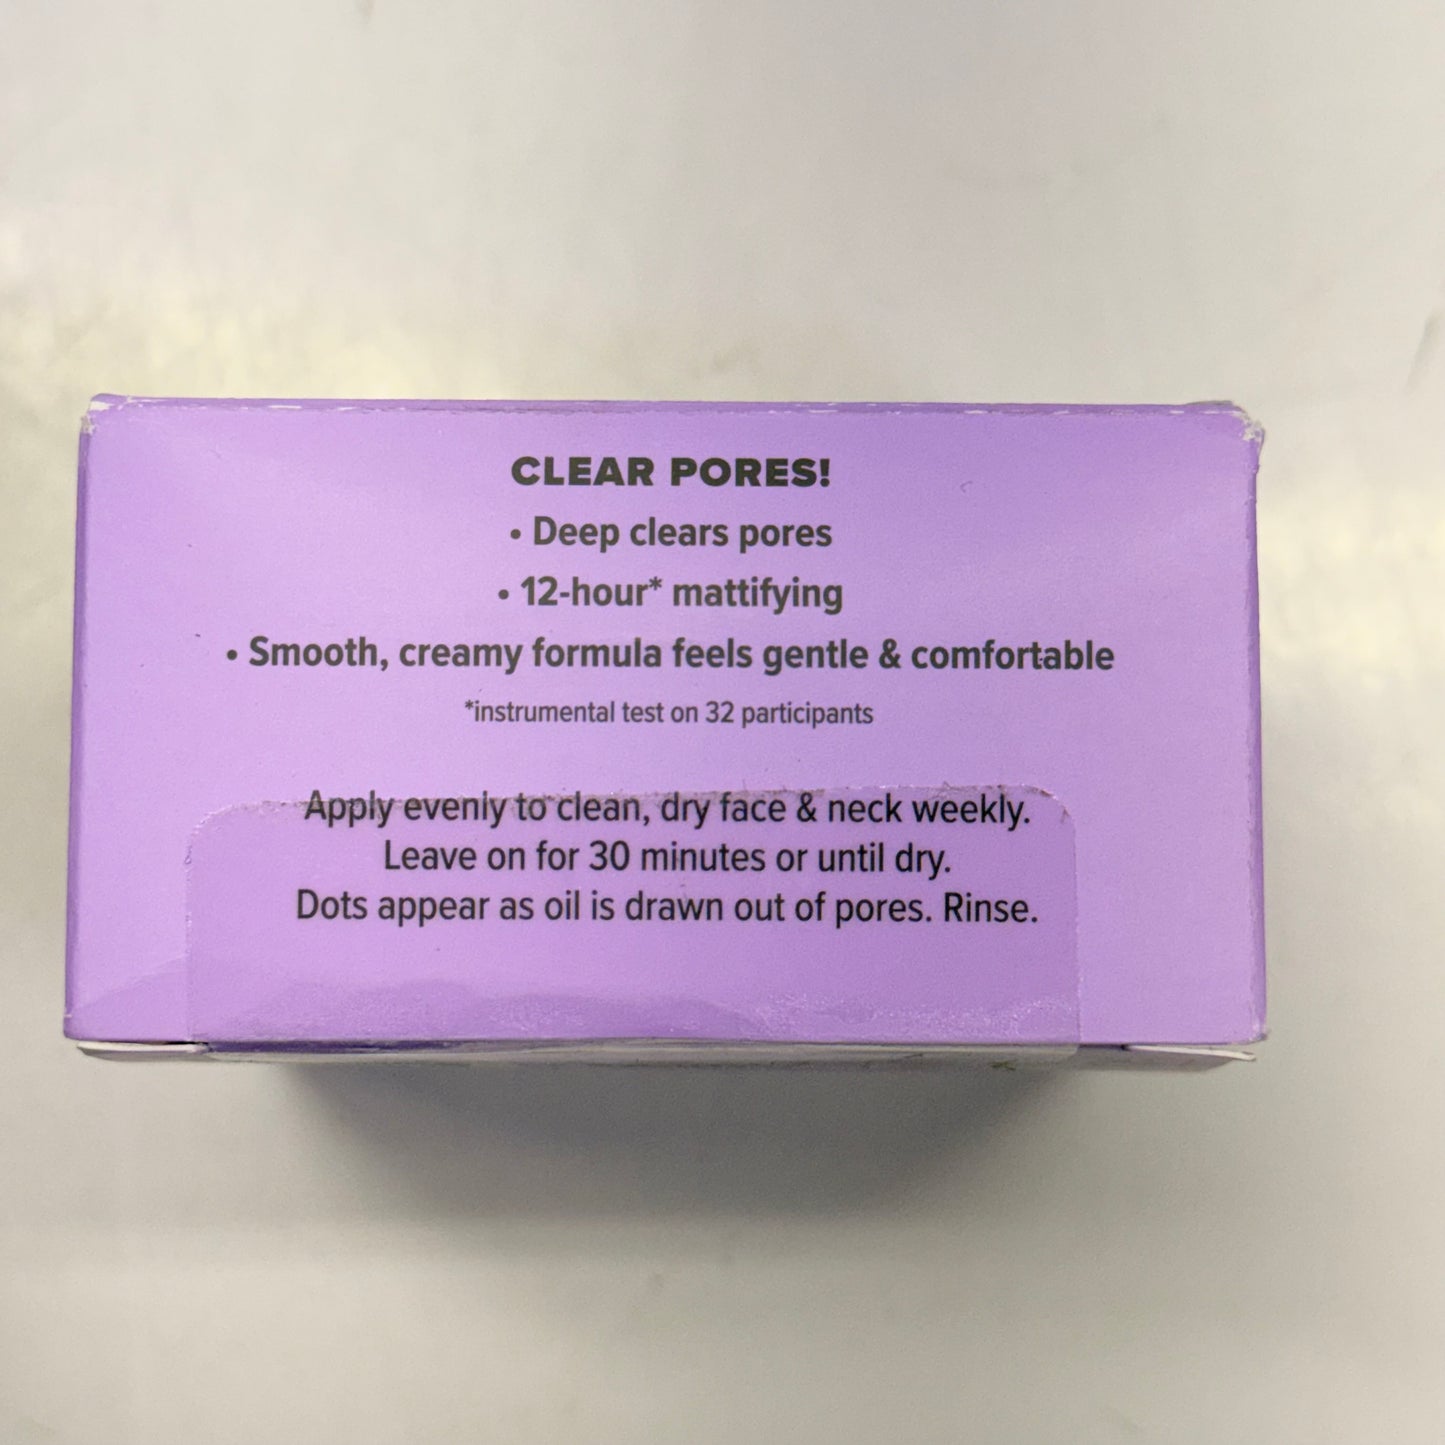 CLEAR PORES!
• Deep clears pores
• 12-hour* mattifying
• Smooth, creamy formula feels gentle & comfortable
*instrumental test on 32 participants
Apply evenly to clean, dry face & neck weekly.
Leave on for 30 minutes or until dry.
Dots appear as oil is drawn out of pores. Rinse.